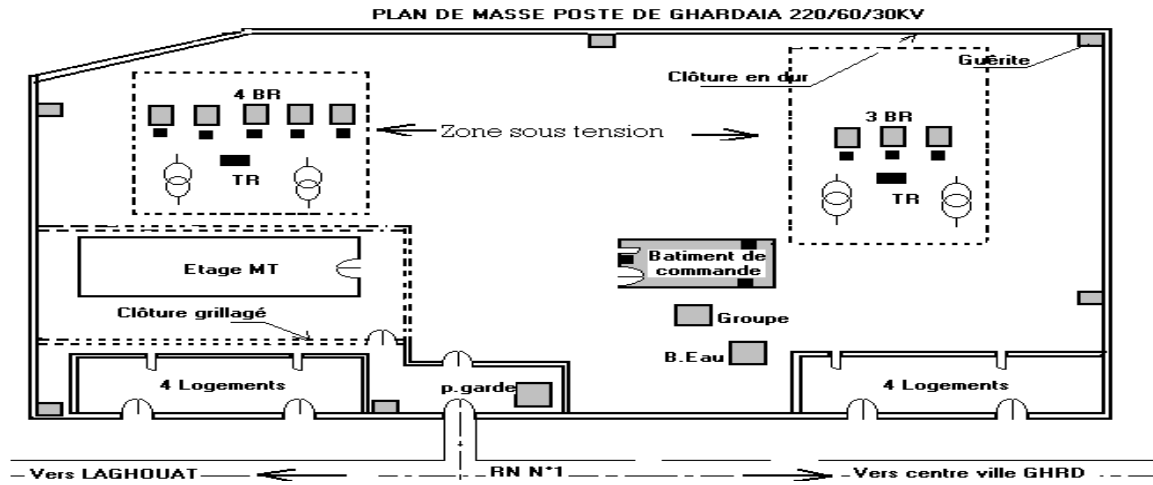 PLAN DE MASSE POSTE DE GHARDAIA 220/60/30KV
Guêrite
Clôture en dur
4 BR
3 BR
Zone sous tension
TR
TR
Etage MT
Batiment de
commande
Clôture grillagé
Groupe
B.Eau
4 Logements
p.garde
4 Logements
Vers LAGHOUAT
RN N°1
Vers centre ville GHRD